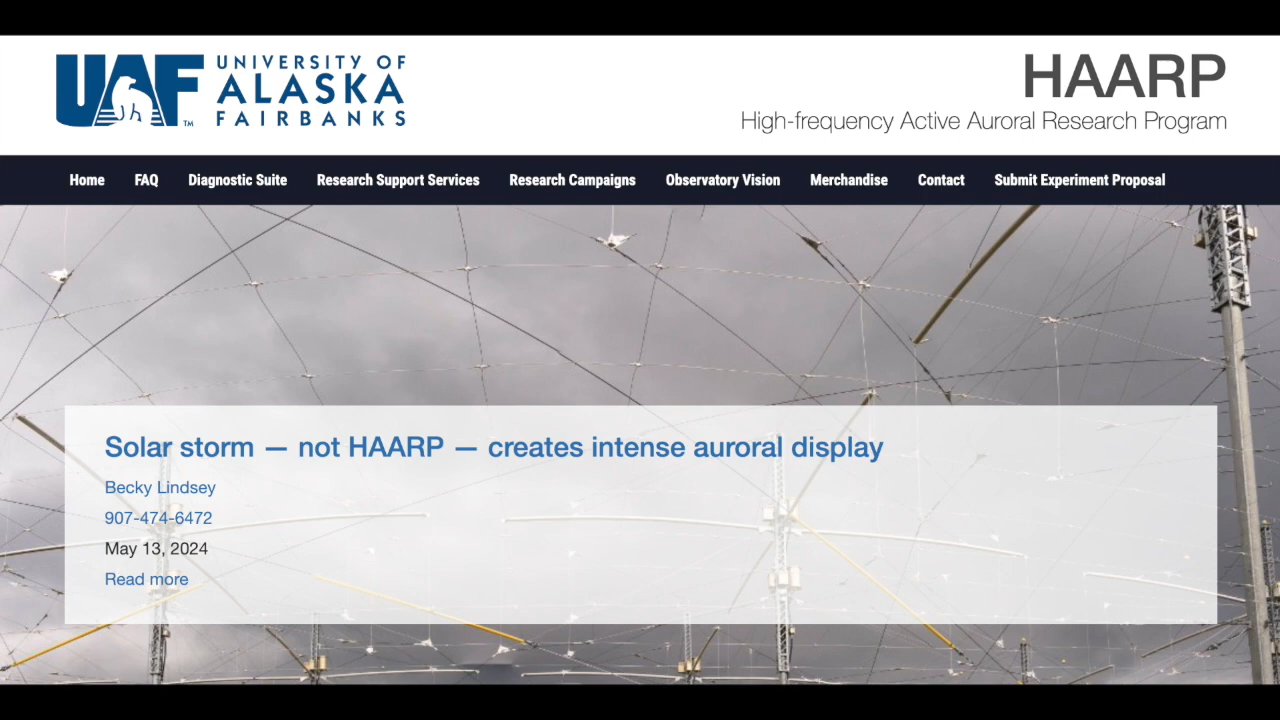 UAF™
UNIVERSITY OF
ALASKA
FAIRBANKS
HAARP
High-frequency Active Auroral Research Program
Home FAQ Diagnostic Suite Research Support Services Research Campaigns Observatory Vision Merchandise Contact Submit Experiment Proposal
Solar storm — not HAARP — creates intense auroral display
Becky Lindsey
907-474-6472
May 13, 2024
Read more